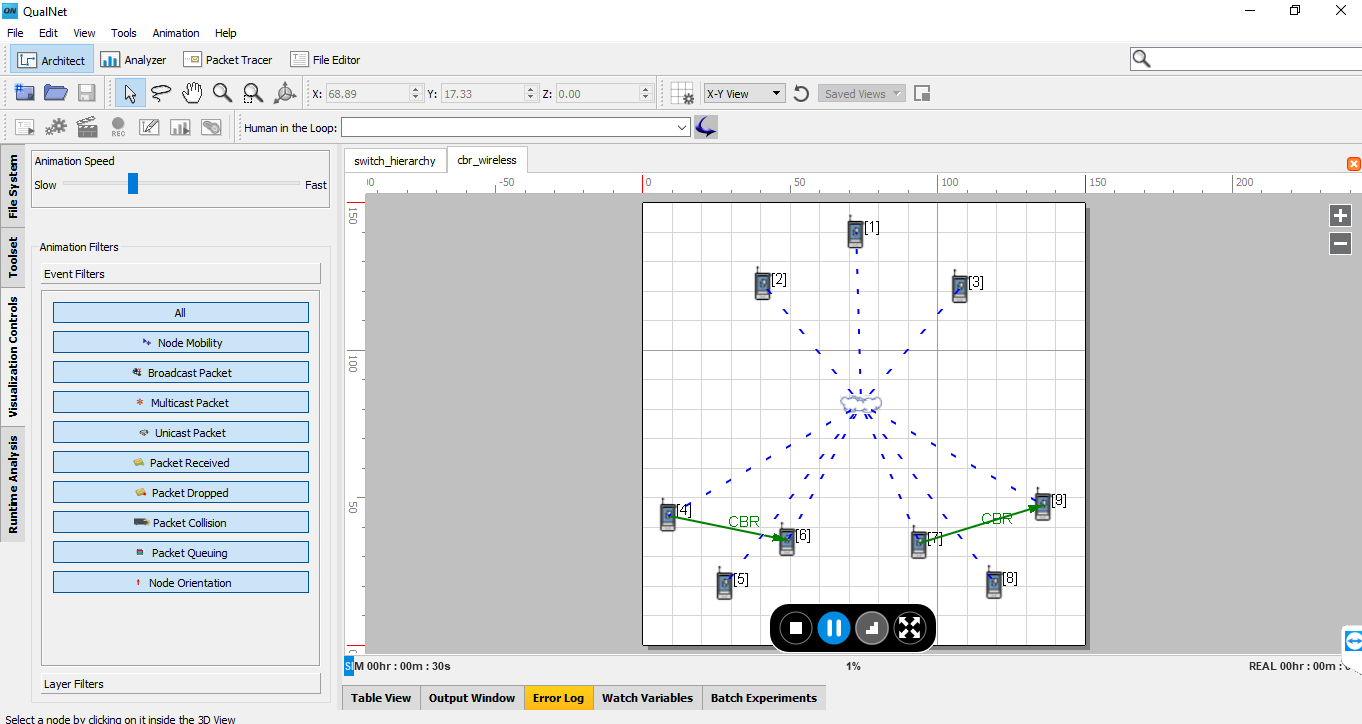 QN QualNet
File Edit View Tools Animation Help
Architect Analyzer Packet Tracer File Editor
X: 68.89 Y: 17.33 Z: 0.00 X-Y View Saved Views
REC Human in the Loop:
File System
Toolset
Visualization Controls
Runtime Analysis
Animation Speed
Slow Fast
Animation Filters
Event Filters
All
Node Mobility
Broadcast Packet
Multicast Packet
Unicast Packet
Packet Received
Packet Dropped
Packet Collision
Packet Queuing
Node Orientation
Layer Filters
switch_hierarchy cbr_wireless
00 -50 0 50 100 150 200
150
100
50
0
[1]
[2] [3]
[4] CBR [6] [7] CBR [9]
[5] [8]
SIM 00hr : 00m : 30s 1% REAL 00hr : 00m :
Table View Output Window Error Log Watch Variables Batch Experiments
Select a node by clicking on it inside the 3D View